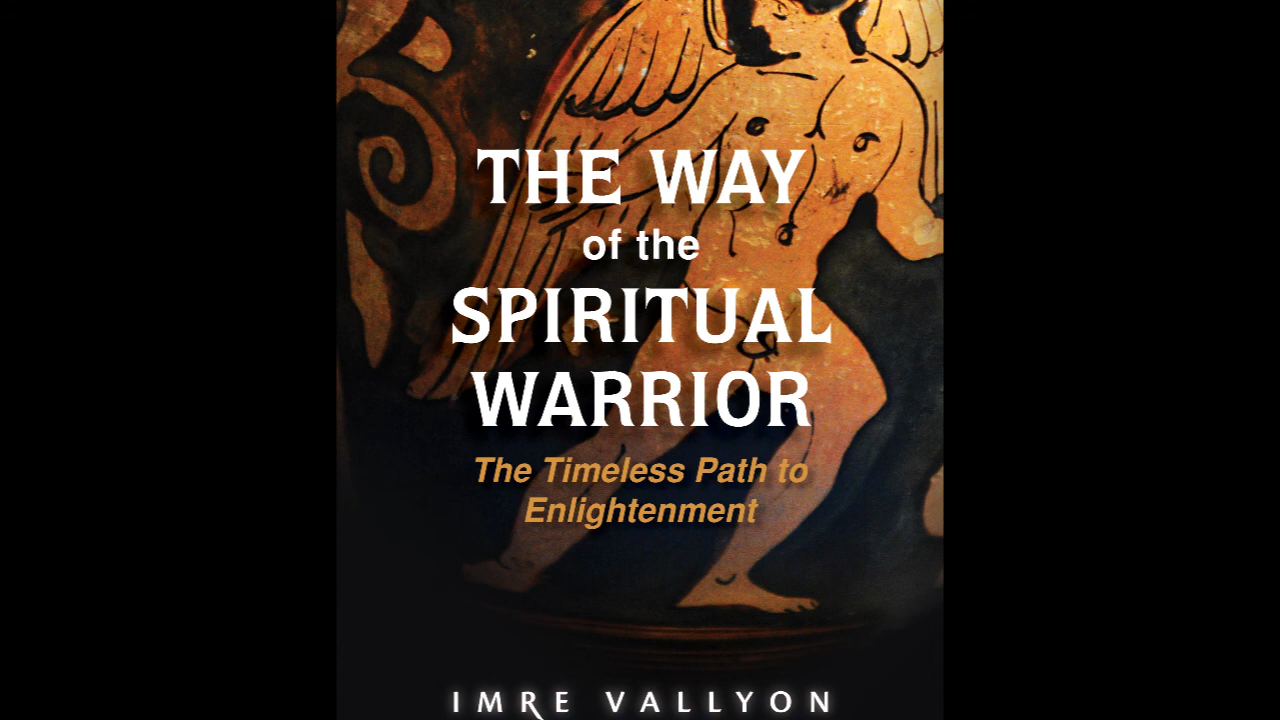 THE WAY
of the
SPIRITUAL
WARRIOR
The Timeless Path to
Enlightenment
IMRE VALLYON